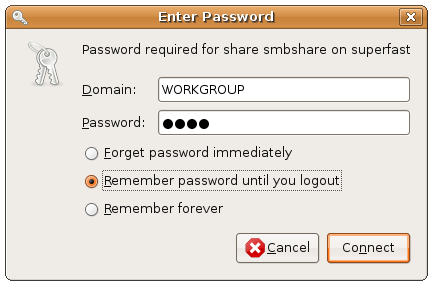 Enter Password
Password required for share smbshare on superfast
Domain: WORKGROUP
Password: ●●●●
Forget password immediately
Remember password until you logout
Remember forever
Cancel Connect